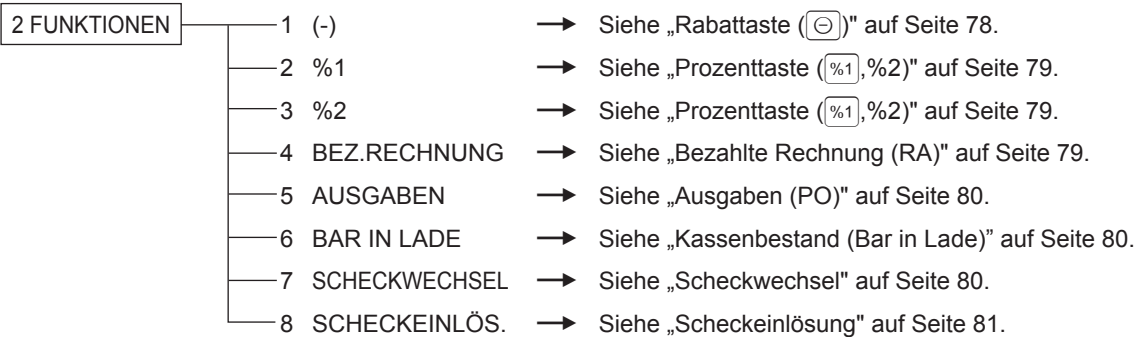 2 FUNKTIONEN 1 (-) Siehe „Rabattaste (⊖)" auf Seite 78.
2 %1 Siehe „Prozenttaste (%1,%2)" auf Seite 79.
3 %2 Siehe „Prozenttaste (%1,%2)" auf Seite 79.
4 BEZ.RECHNUNG Siehe „Bezahlte Rechnung (RA)" auf Seite 79.
5 AUSGABEN Siehe „Ausgaben (PO)" auf Seite 80.
6 BAR IN LADE Siehe „Kassenbestand (Bar in Lade)” auf Seite 80.
7 SCHECKWECHSEL Siehe „Scheckwechsel" auf Seite 80.
8 SCHECKEINLÖS. Siehe „Scheckeinlösung" auf Seite 81.